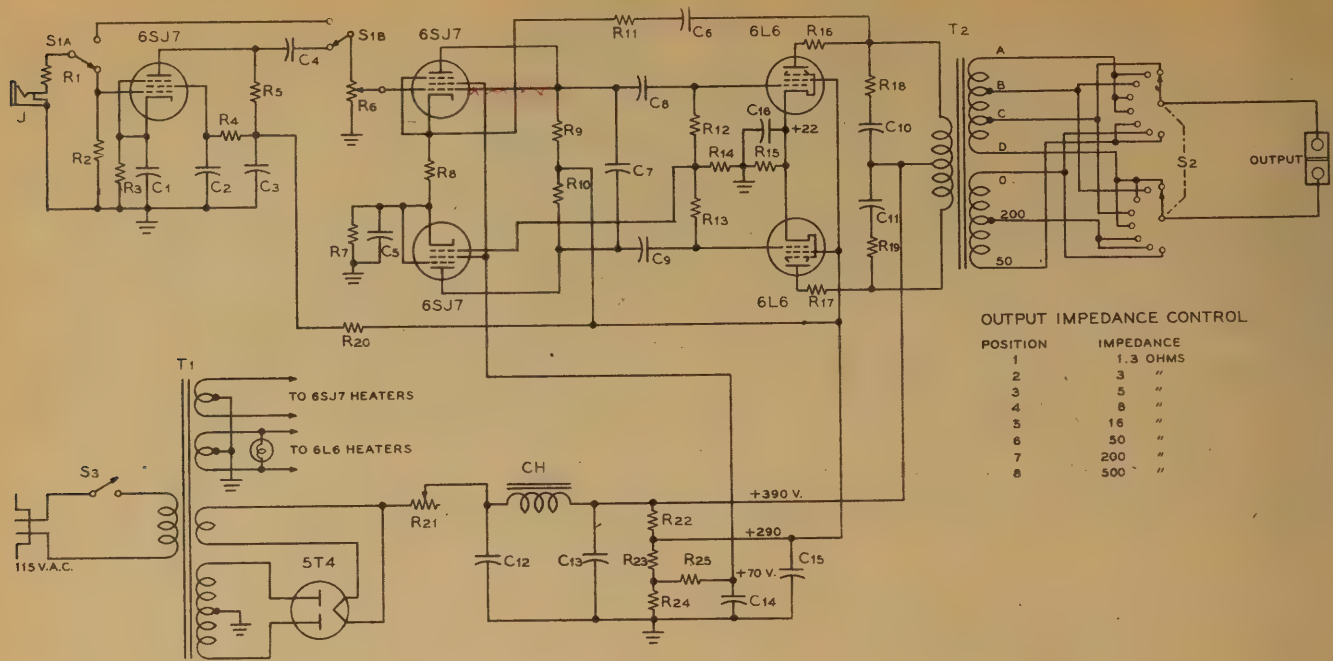 S1A
R1
J
R2
6SJ7
R3
C1
R4
C2
R5
C3
C4
S1B
R6
6SJ7
R7
C5
R8
6SJ7
R11
C6
R9
R10
C7
C8
C9
R12
R13
R14
C16
R15
+22
6L6
R16
6L6
R17
R18
C10
C11
R19
T2
A
B
C
D
0
200
50
S2
OUTPUT
R20
OUTPUT IMPEDANCE CONTROL
POSITION IMPEDANCE
1 1.3 OHMS
2 3 "
3 5 "
4 8 "
5 16 "
6 50 "
7 200 "
8 500 "
T1
TO 6SJ7 HEATERS
TO 6L6 HEATERS
S3
115 V.A.C.
5T4
R21
CH
C12
C13
R22
R23
R24
R25
+390 V.
+290
+70 V.
C14
C15